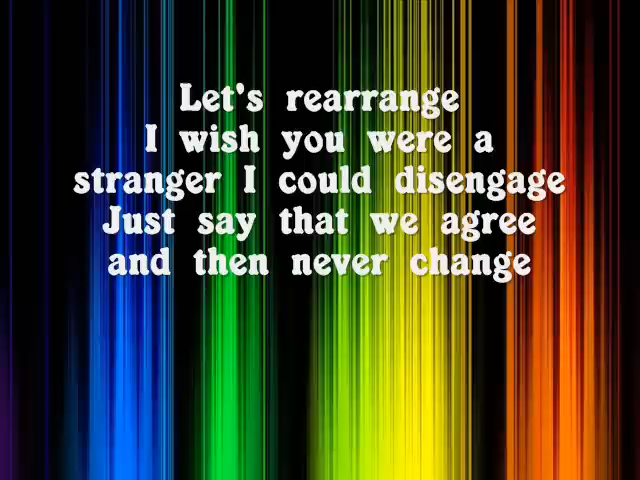 Let's rearrange
I wish you were a
stranger I could disengage
Just say that we agree
and then never change